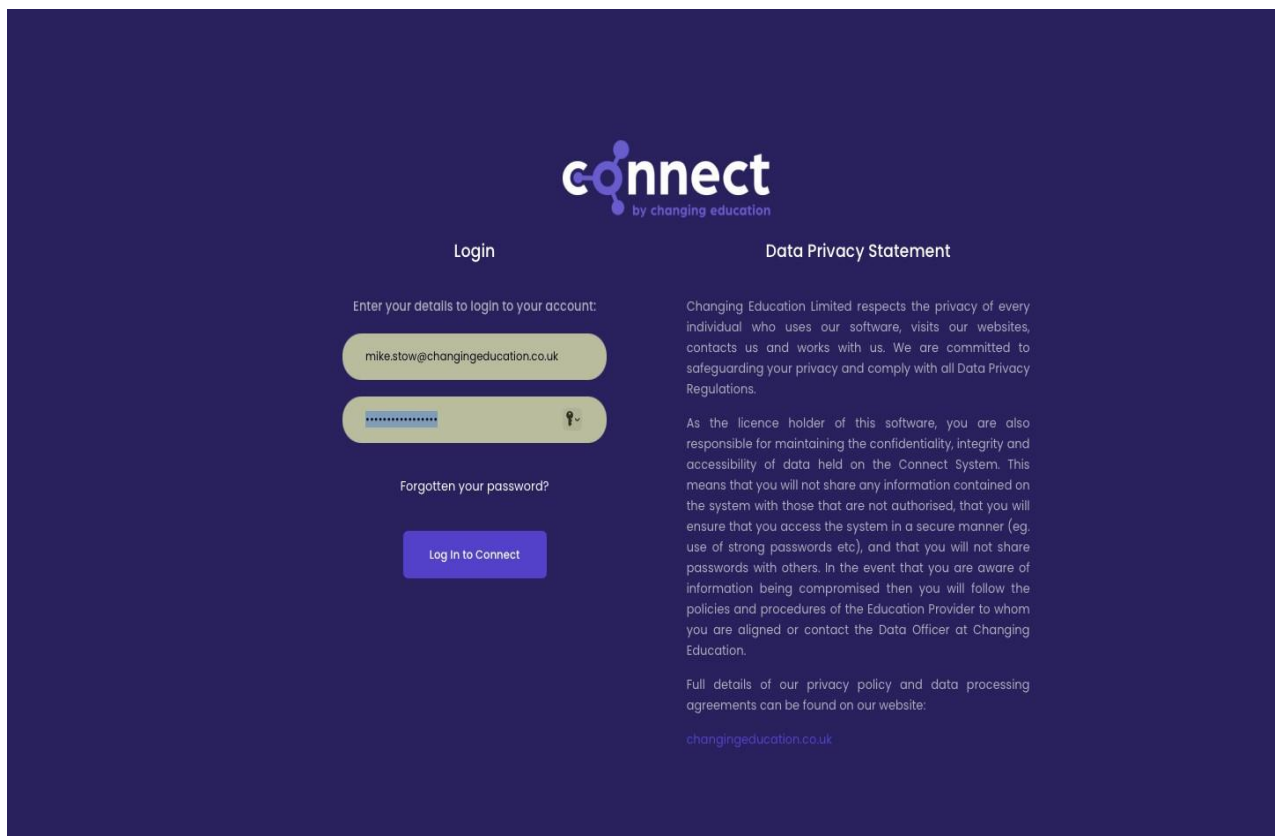 connect
by changing education
Login
Enter your details to login to your account:
mike.stow@changingeducation.co.uk
••••••••••••••••
Forgotten your password?
Log In to Connect
Data Privacy Statement
Changing Education Limited respects the privacy of every
individual who uses our software, visits our websites,
contacts us and works with us. We are committed to
safeguarding your privacy and comply with all Data Privacy
Regulations.
As the licence holder of this software, you are also
responsible for maintaining the confidentiality, integrity and
accessibility of data held on the Connect System. This
means that you will not share any information contained on
the system with those that are not authorised, that you will
ensure that you access the system in a secure manner (eg.
use of strong passwords etc), and that you will not share
passwords with others. In the event that you are aware of
information being compromised then you will follow the
policies and procedures of the Education Provider to whom
you are aligned or contact the Data Officer at Changing
Education.
Full details of our privacy policy and data processing
agreements can be found on our website:
changingeducation.co.uk